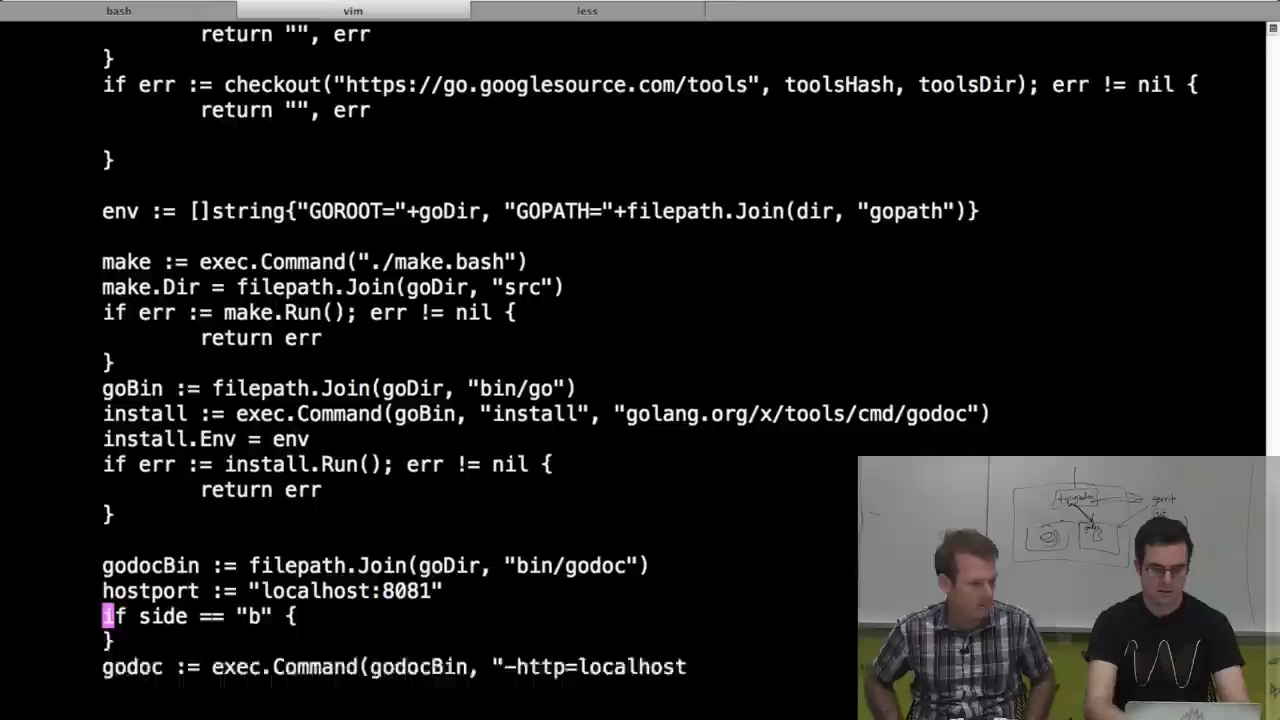 bash vim less
return "", err
}
if err := checkout("https://go.googlesource.com/tools", toolsHash, toolsDir); err != nil {
return "", err
}
env := []string{"GOROOT="+goDir, "GOPATH="+filepath.Join(dir, "gopath")}
make := exec.Command("./make.bash")
make.Dir = filepath.Join(goDir, "src")
if err := make.Run(); err != nil {
return err
}
goBin := filepath.Join(goDir, "bin/go")
install := exec.Command(goBin, "install", "golang.org/x/tools/cmd/godoc")
install.Env = env
if err := install.Run(); err != nil {
return err
}
godocBin := filepath.Join(goDir, "bin/godoc")
hostport := "localhost:8081"
if side == "b" {
}
godoc := exec.Command(godocBin, "-http=localhost